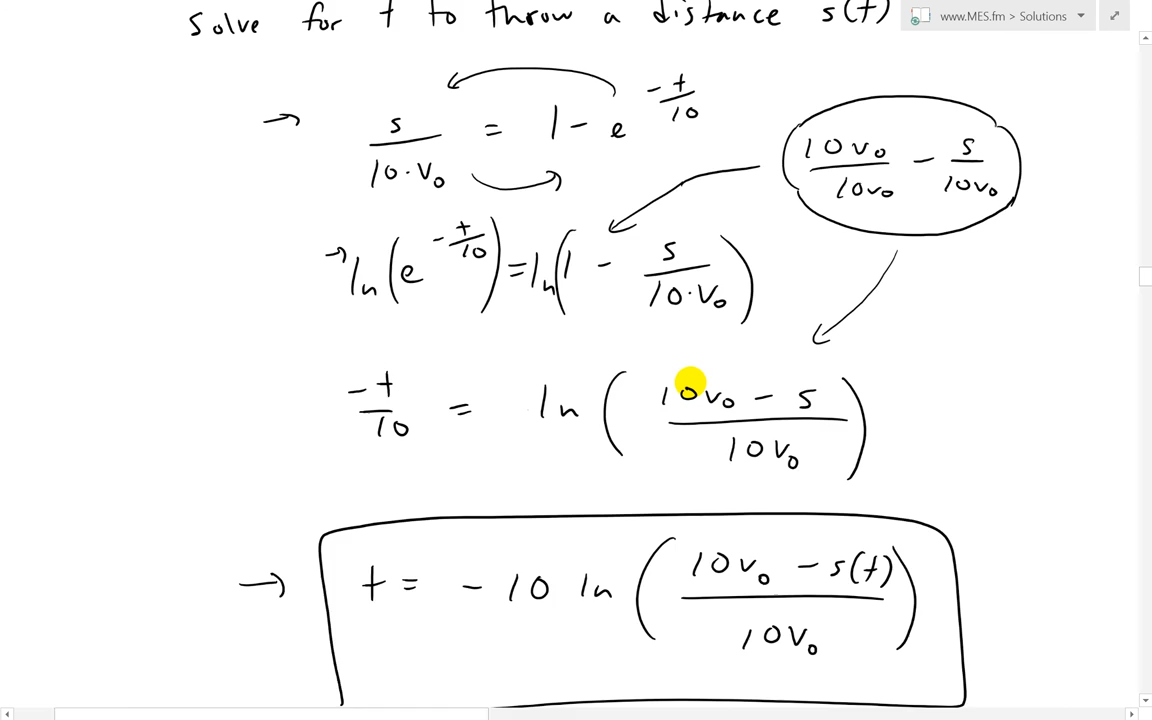 Solve for t to throw a distance s(t)
www.MES.fm > Solutions
s/(10·v₀) = 1 - e^(-t/10)
10v₀/10v₀ - s/10v₀
ln(e^(-t/10)) = ln(1 - s/(10·v₀))
-t/10 = ln((10v₀ - s)/10v₀)
t = -10 ln((10v₀ - s(t))/10v₀)